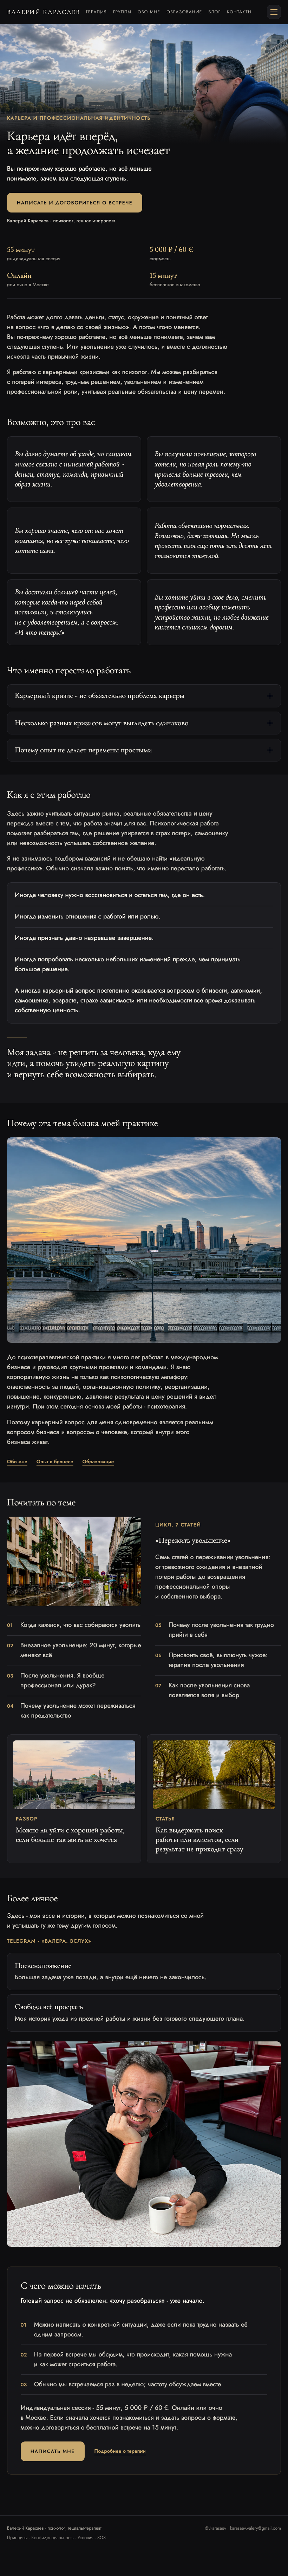 ВАЛЕРИЙ КАРАСАЕВ ТЕРАПИЯ ГРУППЫ ОБО МНЕ ОБРАЗОВАНИЕ БЛОГ КОНТАКТЫ
КАРЬЕРА И ПРОФЕССИОНАЛЬНАЯ ИДЕНТИЧНОСТЬ
Карьера идёт вперёд,
а желание продолжать исчезает
Вы по-прежнему хорошо работаете, но всё меньше
понимаете, зачем вам следующая ступень.
НАПИСАТЬ И ДОГОВОРИТЬСЯ О ВСТРЕЧЕ
Валерий Карасаев · психолог, гештальт-терапевт
55 минут
индивидуальная сессия
5 000 ₽ / 60 €
стоимость
Онлайн
или очно в Москве
15 минут
бесплатное знакомство
Работа может долго давать деньги, статус, окружение и понятный ответ
на вопрос «что я делаю со своей жизнью». А потом что-то меняется.
Вы по-прежнему хорошо работаете, но всё меньше понимаете, зачем вам
следующая ступень. Или увольнение уже случилось, и вместе с должностью
исчезла часть привычной жизни.
Я работаю с карьерными кризисами как психолог. Мы можем разбираться
с потерей интереса, трудным решением, увольнением и изменением
профессиональной роли, учитывая реальные обязательства и цену перемен.
Возможно, это про вас
Вы давно думаете об уходе, но слишком
многое связано с нынешней работой -
деньги, статус, команда, привычный
образ жизни.
Вы получили повышение, которого
хотели, но новая роль почему-то
принесла больше тревоги, чем
удовлетворения.
Вы хорошо знаете, чего от вас хочет
компания, но все хуже понимаете, чего
хотите сами.
Работа объективно нормальная.
Возможно, даже хорошая. Но мысль
провести так еще пять или десять лет
становится тяжелой.
Вы достигли большей части целей,
которые когда-то перед собой
поставили, и столкнулись
не с удовлетворением, а с вопросом:
«И что теперь?»
Вы хотите уйти в свое дело, сменить
профессию или вообще изменить
устройство жизни, но любое движение
кажется слишком дорогим.
Что именно перестало работать
Карьерный кризис - не обязательно проблема карьеры
Несколько разных кризисов могут выглядеть одинаково
Почему опыт не делает перемены простыми
Как я с этим работаю
Здесь важно учитывать ситуацию рынка, реальные обязательства и цену
перевода вместе с тем, что работа значит для вас. Психологическая работа
помогает разбираться там, где решение упирается в страх потери, самооценку
или невозможность услышать собственное желание.
Я не занимаюсь подбором вакансий и не обещаю найти «идеальную
профессию». Обычно сначала важно понять, что именно перестало работать.
Иногда человеку нужно восстановиться и остаться там, где он есть.
Иногда изменить отношения с работой или ролью.
Иногда признать давно назревшее завершение.
Иногда попробовать несколько небольших изменений прежде, чем принимать
большое решение.
А иногда карьерный вопрос постепенно оказывается вопросом о близости, автономии,
самооценке, возрасте, страхе зависимости или необходимости все время доказывать
собственную ценность.
Моя задача - не решить за человека, куда ему
идти, а помочь увидеть реальную картину
и вернуть себе возможность выбирать.
Почему эта тема близка моей практике
До психотерапевтической практики я много лет работал в международном
бизнесе и руководил крупными проектами и командами. Я знаю
корпоративную жизнь не только как психологическую метафору:
ответственность за людей, организационную политику, реорганизации,
повышение, конкуренцию, давление результата и цену решений я видел
изнутри. При этом сегодня основа моей работы - психотерапия.
Поэтому карьерный вопрос для меня одновременно является реальным
вопросом бизнеса и вопросом о человеке, который внутри этого
бизнеса живет.
Обо мне Опыт в бизнесе Образование
Почитать по теме
ЦИКЛ, 7 СТАТЕЙ
«Пережить увольнение»
Семь статей о переживании увольнения:
от тревожного ожидания и внезапной
потери работы до возвращения
профессиональной опоры
и собственного выбора.
01 Когда кажется, что вас собираются уволить
02 Внезапное увольнение: 20 минут, которые
меняют всё
03 После увольнения. Я вообще
профессионал или дурак?
04 Почему увольнение может переживаться
как предательство
05 Почему после увольнения так трудно
прийти в себя
06 Присвоить своё, выплюнуть чужое:
терапия после увольнения
07 Как после увольнения снова
появляется воля и выбор
РАЗБОР
Можно ли уйти с хорошей работы,
если больше так жить не хочется
СТАТЬЯ
Как выдержать поиск
работы или клиентов, если
результат не приходит сразу
Более личное
Здесь - мои эссе и истории, в которых можно познакомиться со мной
и услышать ту же тему другим голосом.
TELEGRAM · «ВАЛЕРА. ВСЛУХ»
Посленапряжение
Большая задача уже позади, а внутри ещё ничего не закончилось.
Свобода всё просрать
Моя история ухода из прежней работы и жизни без готового следующего плана.
С чего можно начать
Готовый запрос не обязателен: «хочу разобраться» - уже начало.
01 Можно написать о конкретной ситуации, даже если пока трудно назвать её
одним запросом.
02 На первой встрече мы обсудим, что происходит, какая помощь нужна
и как может строиться работа.
03 Обычно мы встречаемся раз в неделю; частоту обсуждаем вместе.
Индивидуальная сессия - 55 минут, 5 000 ₽ / 60 €. Онлайн или очно
в Москве. Если сначала хочется познакомиться и задать вопросы о формате,
можно договориться о бесплатной встрече на 15 минут.
НАПИСАТЬ МНЕ
Подробнее о терапии
Валерий Карасаев · психолог, гештальт-терапевт
Принципы · Конфиденциальность · Условия ·